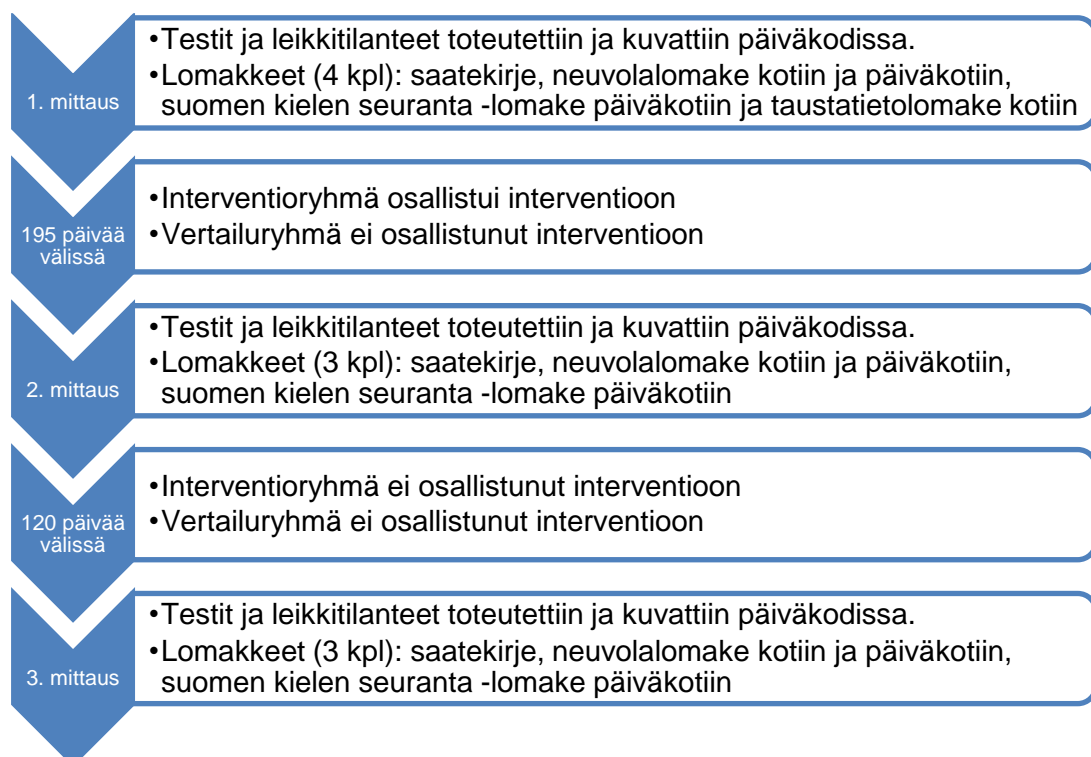 1. mittaus
•Testit ja leikkitilanteet toteutettiin ja kuvattiin päiväkodissa.
•Lomakkeet (4 kpl): saatekirje, neuvolalomake kotiin ja päiväkotiin,
suomen kielen seuranta -lomake päiväkotiin ja taustatietolomake kotiin
195 päivää
välissä
•Interventioryhmä osallistui interventioon
•Vertailuryhmä ei osallistunut interventioon
2. mittaus
•Testit ja leikkitilanteet toteutettiin ja kuvattiin päiväkodissa.
•Lomakkeet (3 kpl): saatekirje, neuvolalomake kotiin ja päiväkotiin,
suomen kielen seuranta -lomake päiväkotiin
120 päivää
välissä
•Interventioryhmä ei osallistunut interventioon
•Vertailuryhmä ei osallistunut interventioon
3. mittaus
•Testit ja leikkitilanteet toteutettiin ja kuvattiin päiväkodissa.
•Lomakkeet (3 kpl): saatekirje, neuvolalomake kotiin ja päiväkotiin,
suomen kielen seuranta -lomake päiväkotiin